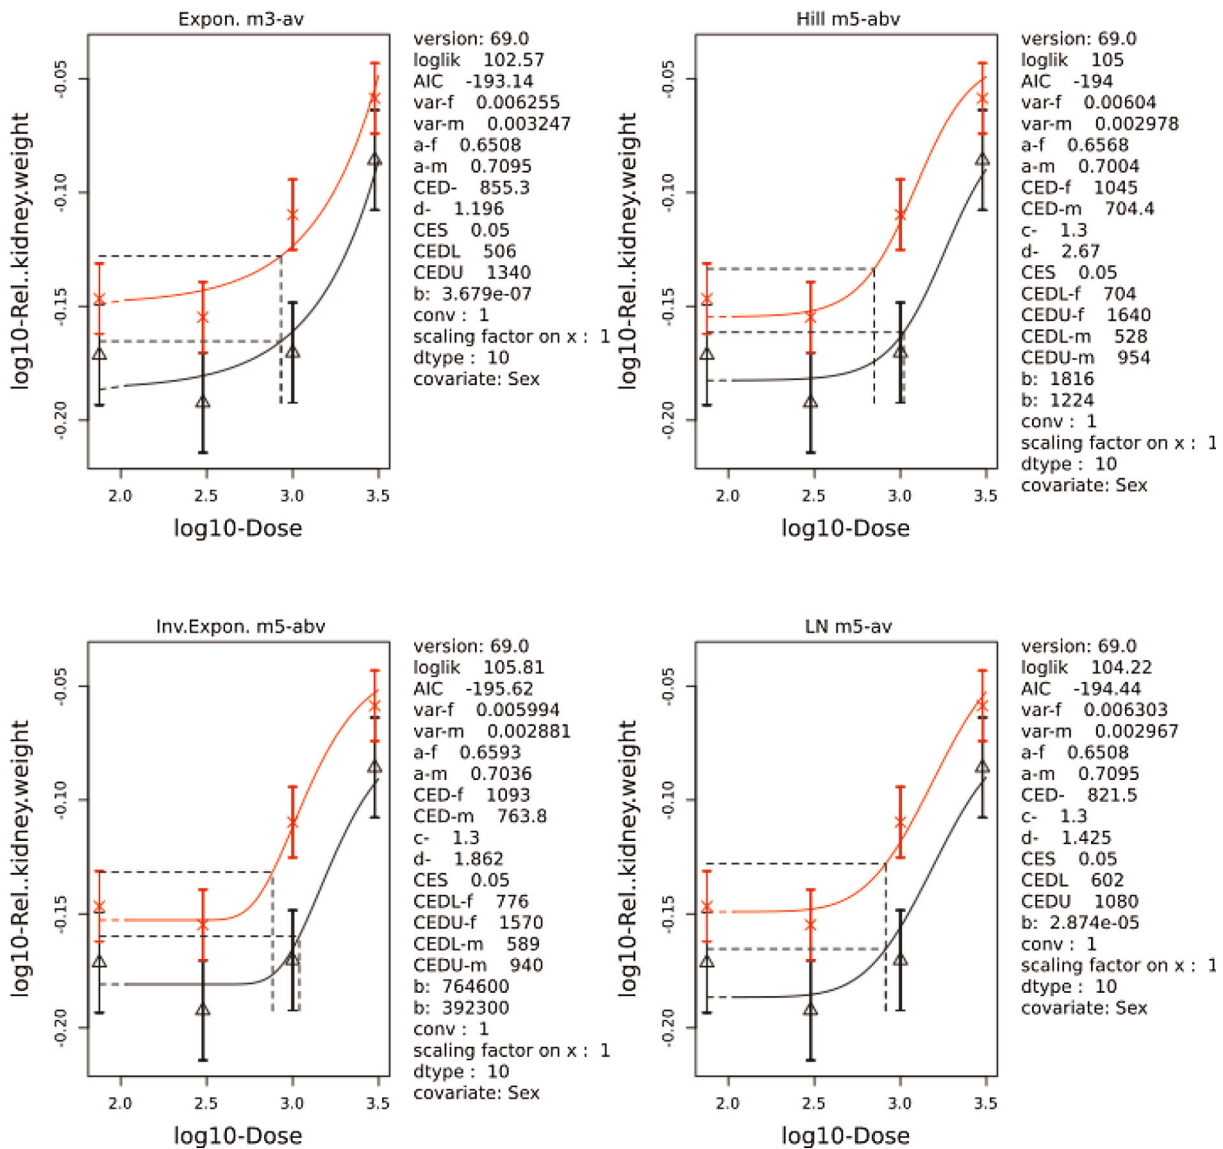 Expon. m3-av
log10-Rel..kidney.weight
-0.05
-0.10
-0.15
-0.20
2.0 2.5 3.0 3.5
log10-Dose
version: 69.0
loglik 102.57
AIC -193.14
var-f 0.006255
var-m 0.003247
a-f 0.6508
a-m 0.7095
CED- 855.3
d- 1.196
CES 0.05
CEDL 506
CEDU 1340
b: 3.679e-07
conv : 1
scaling factor on x : 1
dtype : 10
covariate: Sex
Hill m5-abv
log10-Rel..kidney.weight
-0.05
-0.10
-0.15
-0.20
2.0 2.5 3.0 3.5
log10-Dose
version: 69.0
loglik 105
AIC -194
var-f 0.00604
var-m 0.002978
a-f 0.6568
a-m 0.7004
CED-f 1045
CED-m 704.4
c- 1.3
d- 2.67
CES 0.05
CEDL-f 704
CEDU-f 1640
CEDL-m 528
CEDU-m 954
b: 1816
b: 1224
conv : 1
scaling factor on x : 1
dtype : 10
covariate: Sex
Inv.Expon. m5-abv
log10-Rel..kidney.weight
-0.05
-0.10
-0.15
-0.20
2.0 2.5 3.0 3.5
log10-Dose
version: 69.0
loglik 105.81
AIC -195.62
var-f 0.005994
var-m 0.002881
a-f 0.6593
a-m 0.7036
CED-f 1093
CED-m 763.8
c- 1.3
d- 1.862
CES 0.05
CEDL-f 776
CEDU-f 1570
CEDL-m 589
CEDU-m 940
b: 764600
b: 392300
conv : 1
scaling factor on x : 1
dtype : 10
covariate: Sex
LN m5-av
log10-Rel..kidney.weight
-0.05
-0.10
-0.15
-0.20
2.0 2.5 3.0 3.5
log10-Dose
version: 69.0
loglik 104.22
AIC -194.44
var-f 0.006303
var-m 0.002967
a-f 0.6508
a-m 0.7095
CED- 821.5
c- 1.3
d- 1.425
CES 0.05
CEDL 602
CEDU 1080
b: 2.874e-05
conv : 1
scaling factor on x : 1
dtype : 10
covariate: Sex